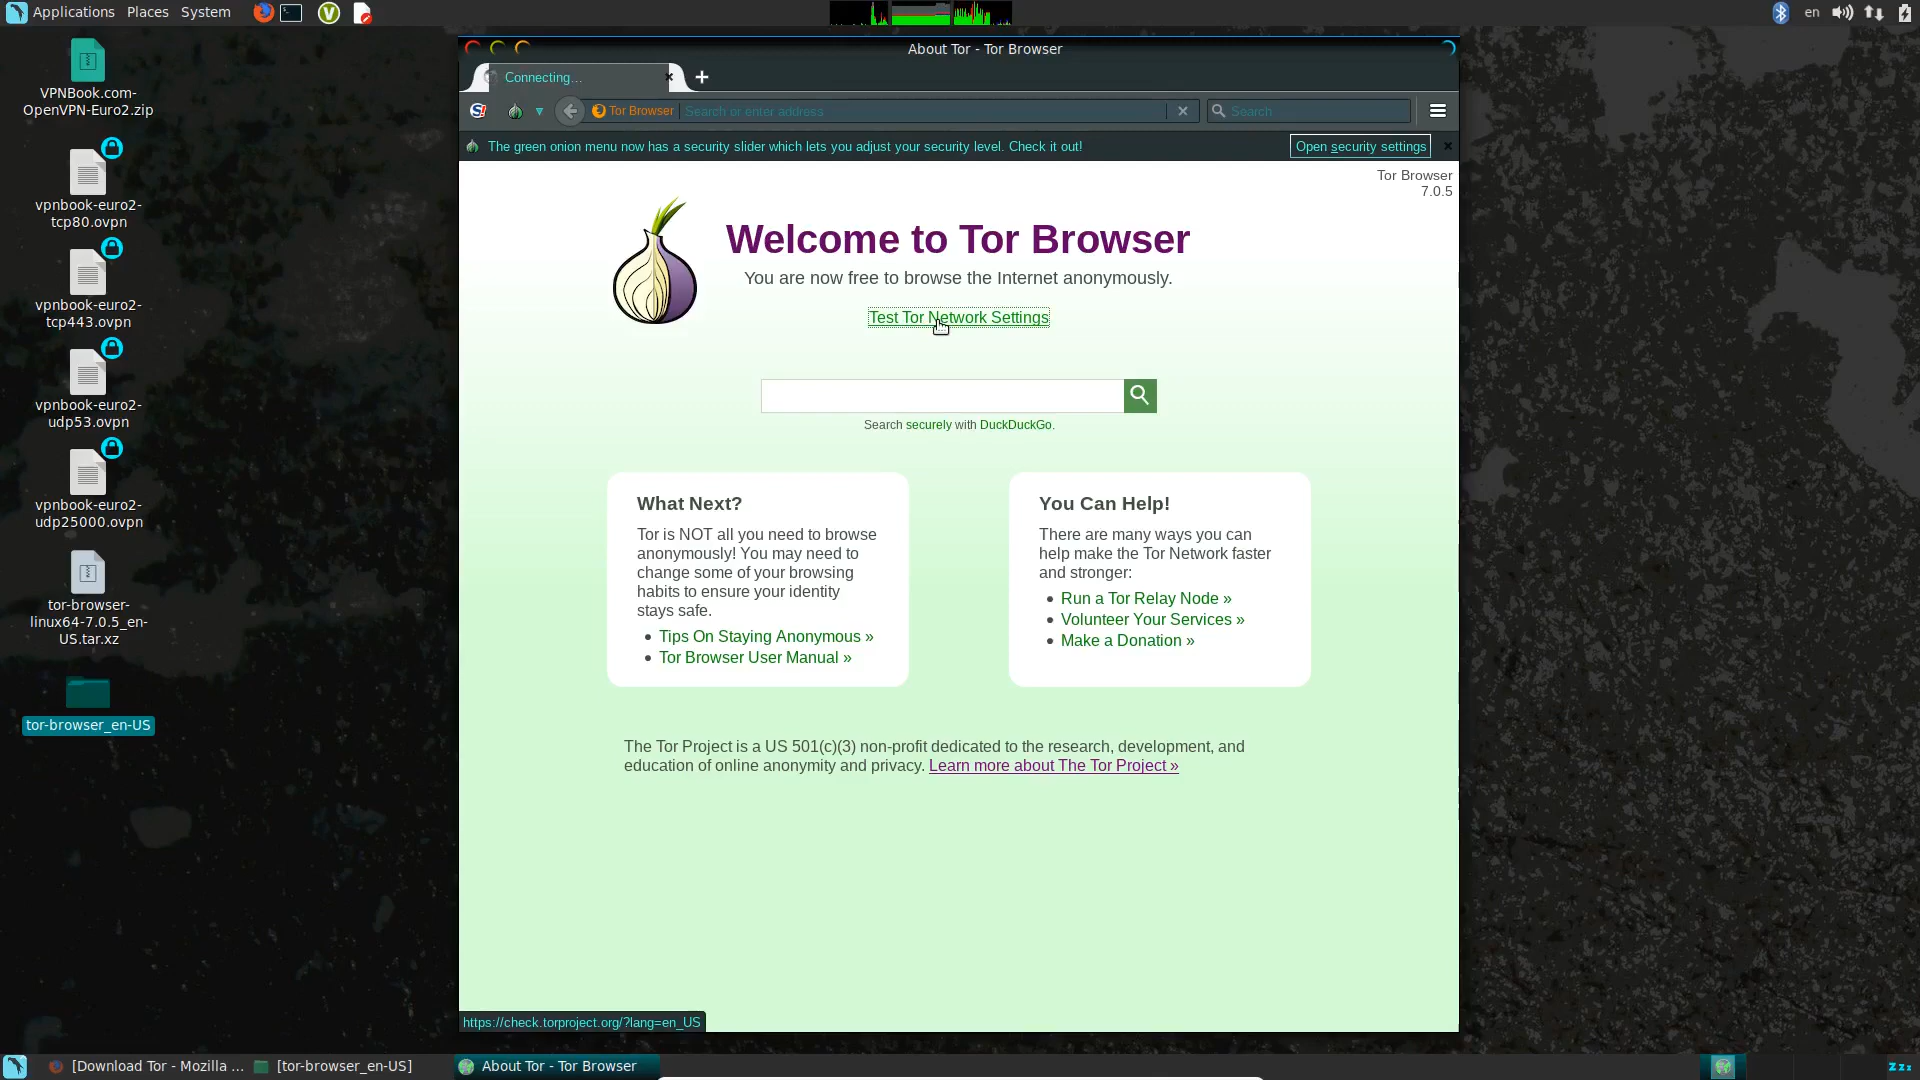 Applications Places System
en
VPNBook.com-
OpenVPN-Euro2.zip
vpnbook-euro2-
tcp80.ovpn
vpnbook-euro2-
tcp443.ovpn
vpnbook-euro2-
udp53.ovpn
vpnbook-euro2-
udp25000.ovpn
tor-browser-
linux64-7.0.5_en-
US.tar.xz
tor-browser_en-US
About Tor - Tor Browser
Connecting…
Tor Browser Search or enter address
Search
The green onion menu now has a security slider which lets you adjust your security level. Check it out!
Open security settings
Tor Browser
7.0.5
Welcome to Tor Browser
You are now free to browse the Internet anonymously.
Test Tor Network Settings
Search securely with DuckDuckGo.
What Next?
Tor is NOT all you need to browse
anonymously! You may need to
change some of your browsing
habits to ensure your identity
stays safe.
Tips On Staying Anonymous »
Tor Browser User Manual »
You Can Help!
There are many ways you can
help make the Tor Network faster
and stronger:
Run a Tor Relay Node »
Volunteer Your Services »
Make a Donation »
The Tor Project is a US 501(c)(3) non-profit dedicated to the research, development, and
education of online anonymity and privacy. Learn more about The Tor Project »
https://check.torproject.org/?lang=en_US
[Download Tor - Mozilla ...
[tor-browser_en-US]
About Tor - Tor Browser
zzz